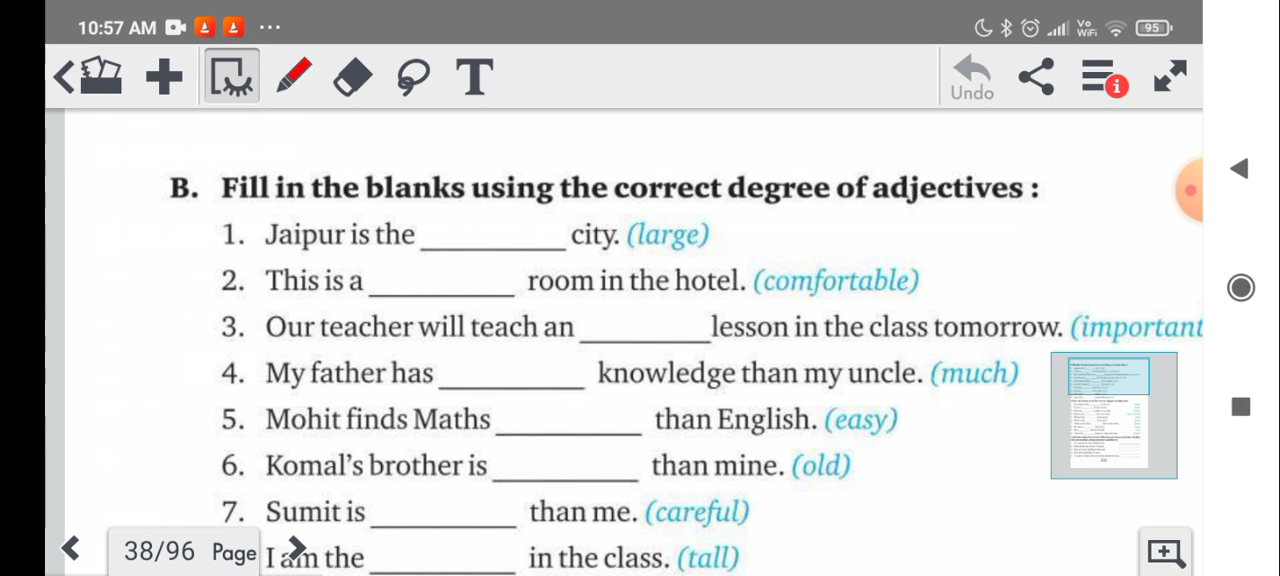 10:57 AM ...
Vo WiFi 95
Undo
B. Fill in the blanks using the correct degree of adjectives :
1. Jaipur is the __________ city. (large)
2. This is a __________ room in the hotel. (comfortable)
3. Our teacher will teach an _________ lesson in the class tomorrow. (important
4. My father has __________ knowledge than my uncle. (much)
5. Mohit finds Maths __________ than English. (easy)
6. Komal's brother is __________ than mine. (old)
7. Sumit is __________ than me. (careful)
I am the __________ in the class. (tall)
38/96 Page